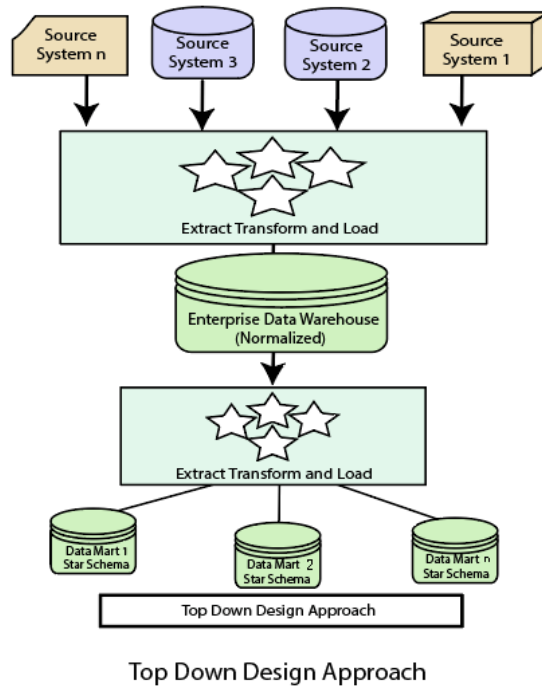 Source
System n
Source
System 3
Source
System 2
Source
System 1
Extract Transform and Load
Enterprise Data Warehouse
(Normalized)
Extract Transform and Load
Data Mart 1
Star Schema
Data Mart 2
Star Schema
Data Mart n
Star Schema
Top Down Design Approach
Top Down Design Approach